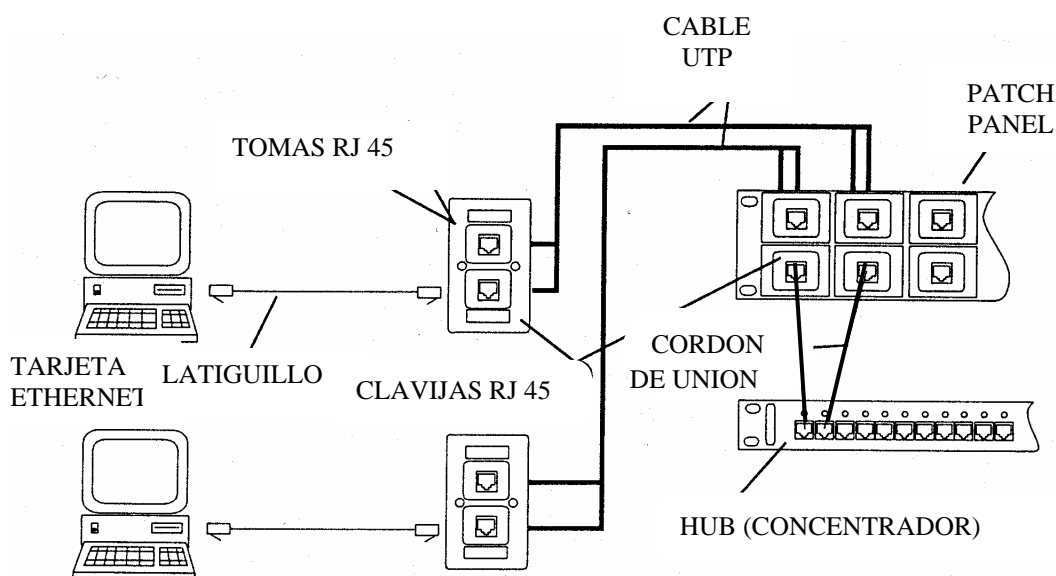 CABLE
UTP
PATCH
PANEL
TOMAS RJ 45
TARJETA
ETHERNET
LATIGUILLO
CLAVIJAS RJ 45
CORDON
DE UNION
HUB (CONCENTRADOR)